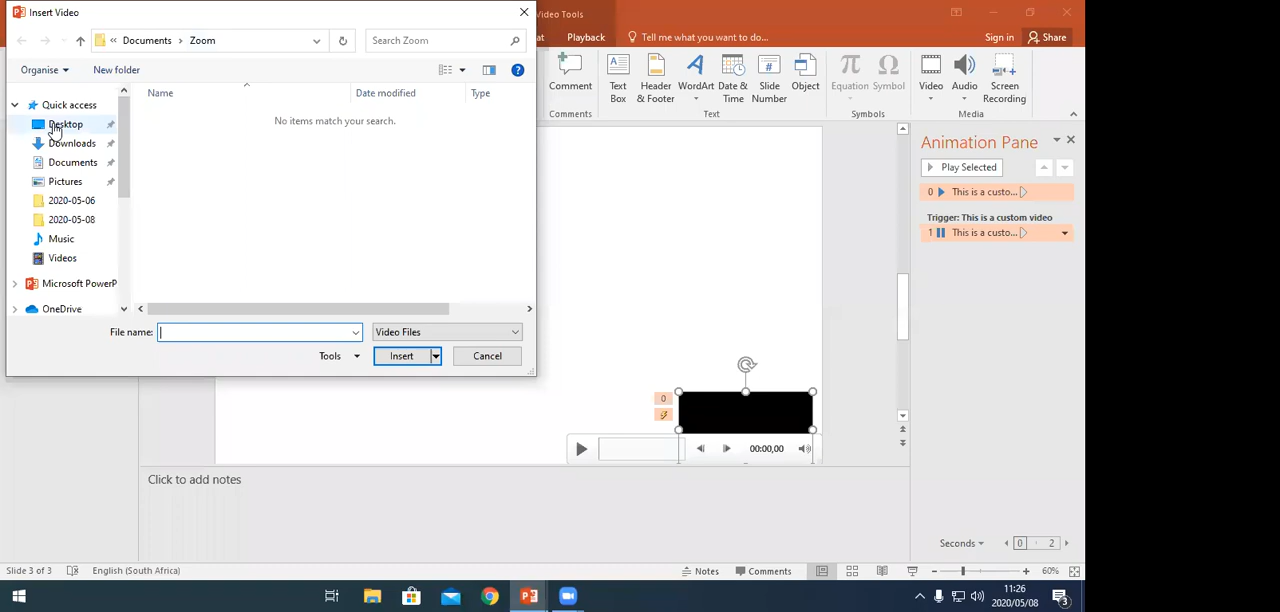 Insert Video
Video Tools
Documents
Zoom
Search Zoom
at
Playback
Tell me what you want to do...
Sign in
Share
Organise
New folder
Name
Date modified
Type
No items match your search.
Quick access
Desktop
Downloads
Documents
Pictures
2020-05-06
2020-05-08
Music
Videos
Microsoft PowerP
OneDrive
File name:
Video Files
Tools
Insert
Cancel
Comment
Text Box
Header & Footer
WordArt
Date & Time
Slide Number
Object
Equation
Symbol
Video
Audio
Screen Recording
Comments
Text
Symbols
Media
Animation Pane
Play Selected
0 This is a custo...
Trigger: This is a custom video
1 This is a custo...
0
00:00,00
Click to add notes
Seconds
0
2
Slide 3 of 3
English (South Africa)
Notes
Comments
60%
11:26
2020/05/08
3